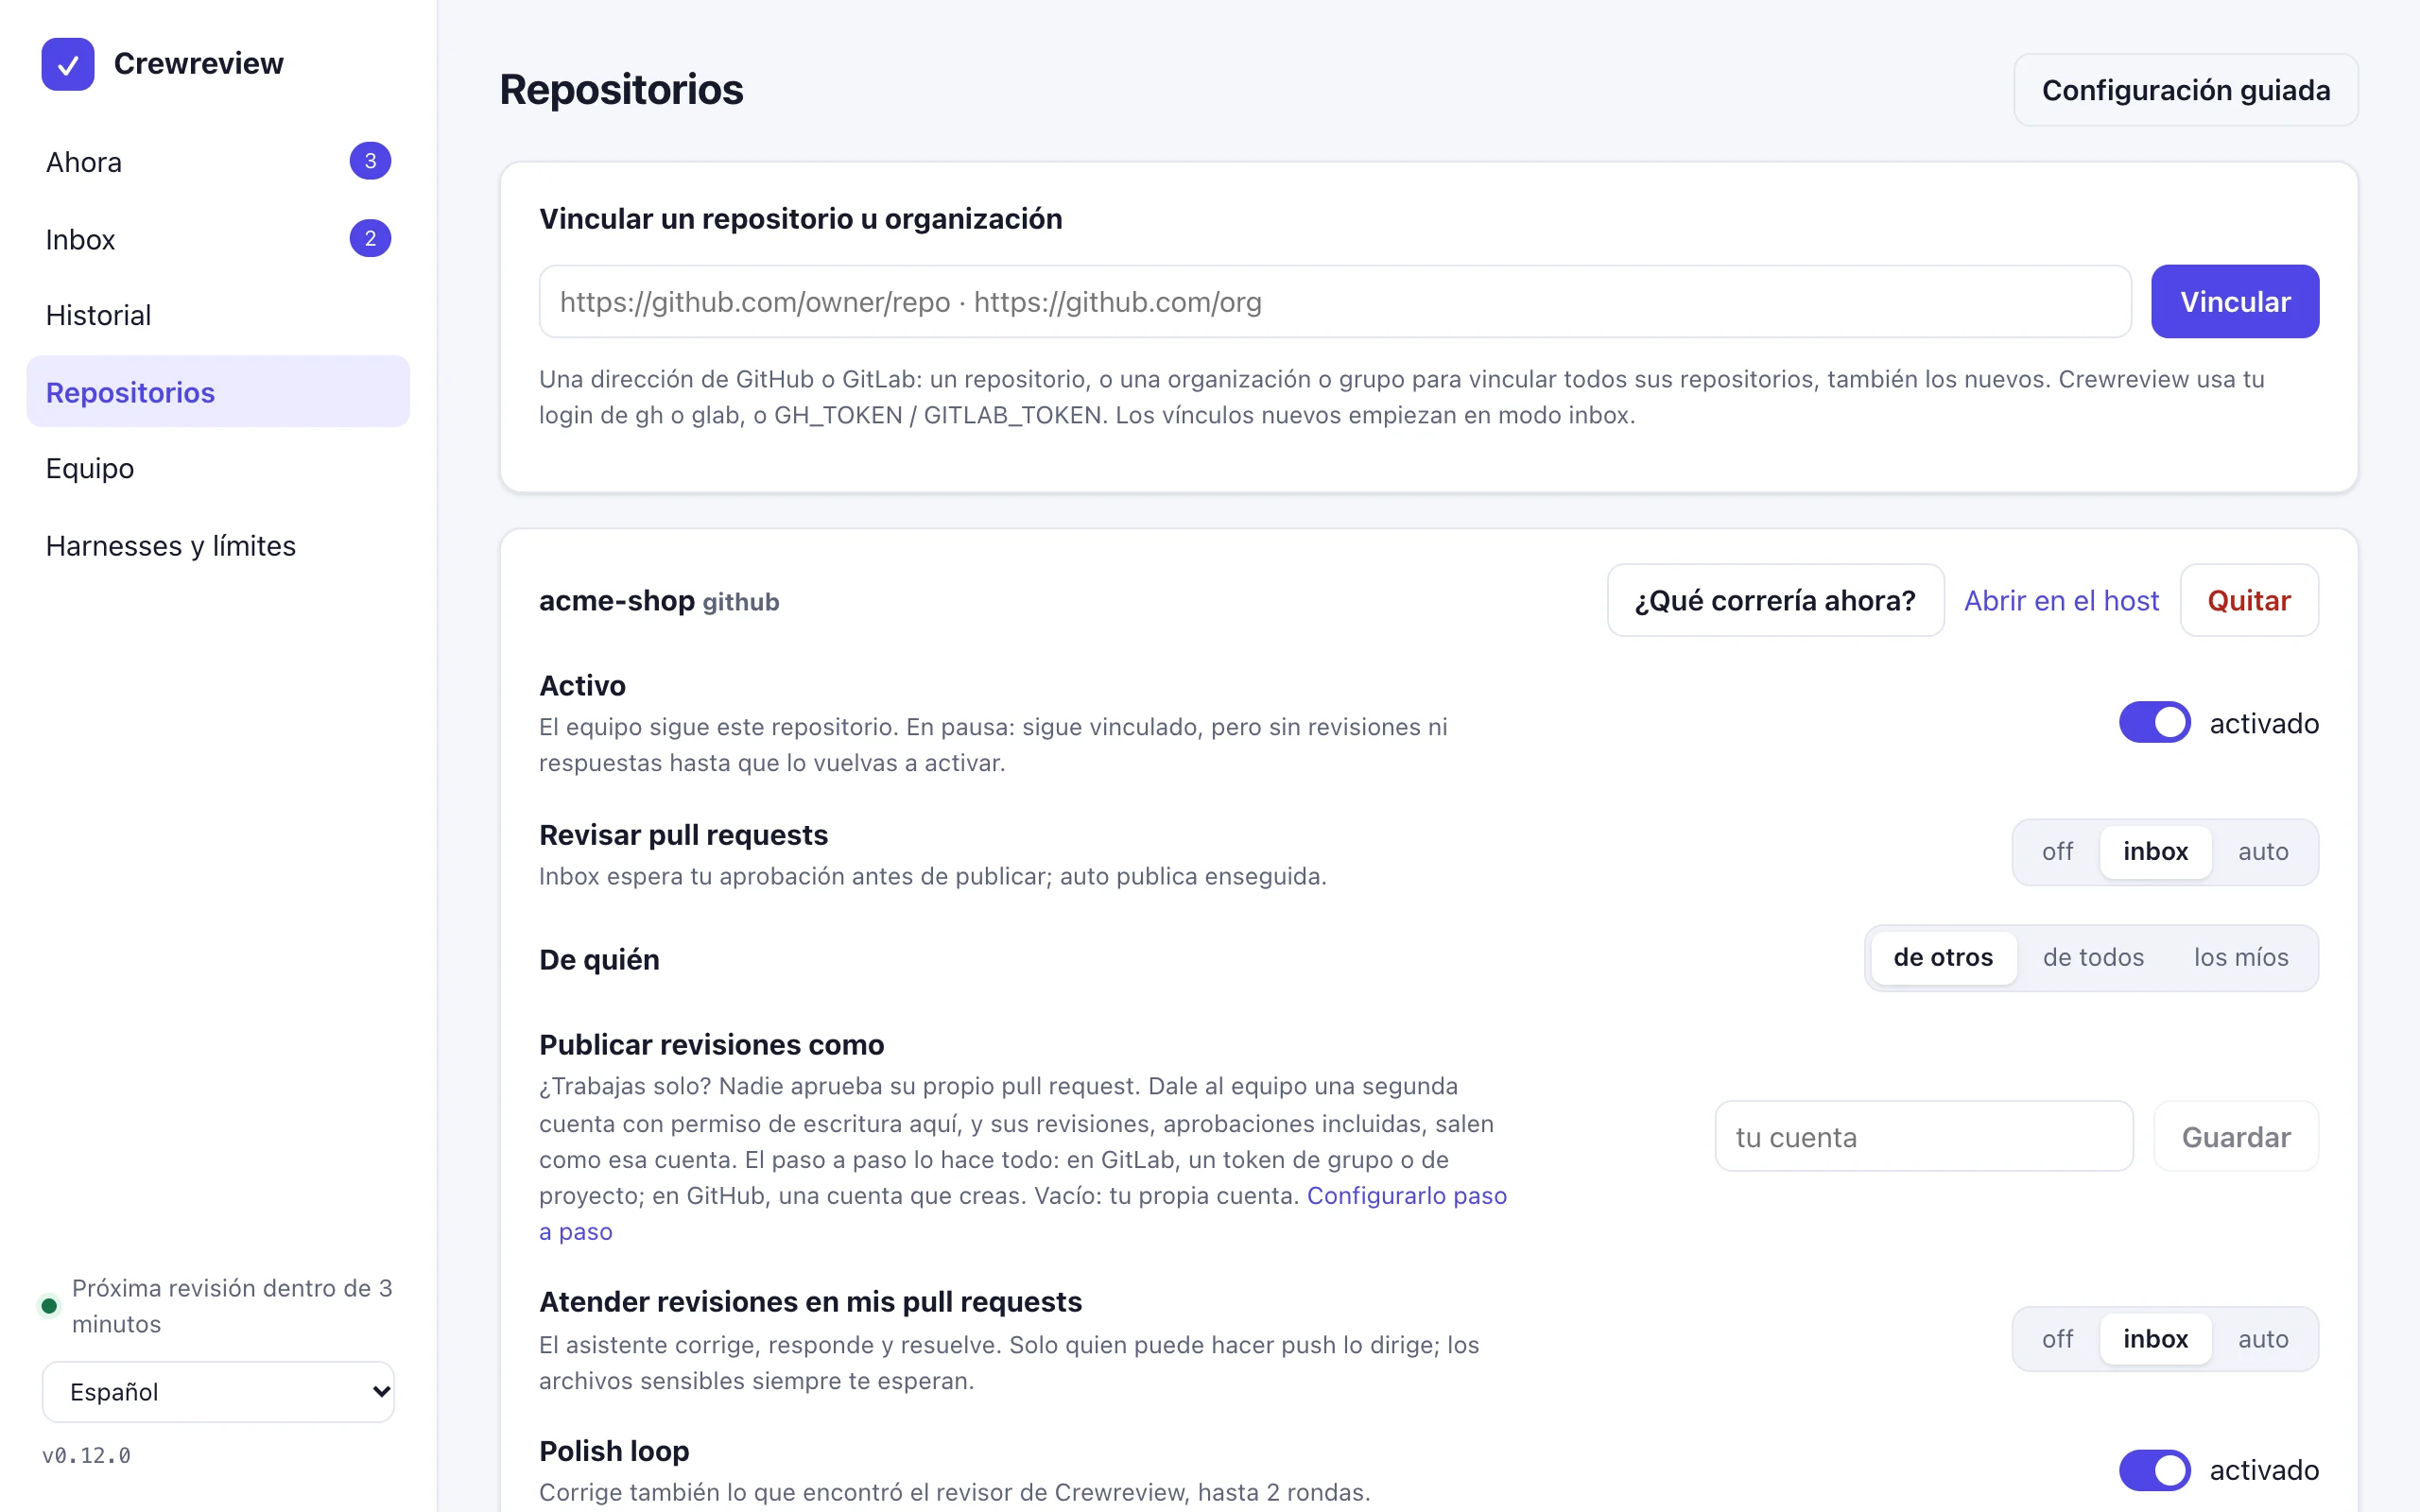 Crewreview
Ahora 3
Inbox 2
Historial
Repositorios
Equipo
Harnesses y límites
Próxima revisión dentro de 3
minutos
Español
v0.12.0
Repositorios
Configuración guiada
Vincular un repositorio u organización
https://github.com/owner/repo · https://github.com/org
Vincular
Una dirección de GitHub o GitLab: un repositorio, o una organización o grupo para vincular todos sus repositorios, también los nuevos. Crewreview usa tu
login de gh o glab, o GH_TOKEN / GITLAB_TOKEN. Los vínculos nuevos empiezan en modo inbox.
acme-shop github
¿Qué correría ahora? Abrir en el host Quitar
Activo
El equipo sigue este repositorio. En pausa: sigue vinculado, pero sin revisiones ni
respuestas hasta que lo vuelvas a activar.
activado
Revisar pull requests
Inbox espera tu aprobación antes de publicar; auto publica enseguida.
off inbox auto
De quién
de otros de todos los míos
Publicar revisiones como
¿Trabajas solo? Nadie aprueba su propio pull request. Dale al equipo una segunda
cuenta con permiso de escritura aquí, y sus revisiones, aprobaciones incluidas, salen
como esa cuenta. El paso a paso lo hace todo: en GitLab, un token de grupo o de
proyecto; en GitHub, una cuenta que creas. Vacío: tu propia cuenta. Configurarlo paso
a paso
tu cuenta
Guardar
Atender revisiones en mis pull requests
El asistente corrige, responde y resuelve. Solo quien puede hacer push lo dirige; los
archivos sensibles siempre te esperan.
off inbox auto
Polish loop
Corrige también lo que encontró el revisor de Crewreview, hasta 2 rondas.
activado